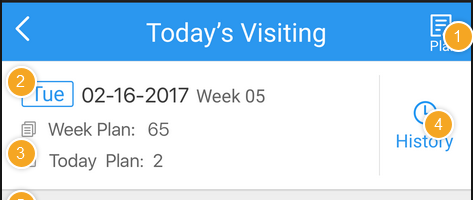 Today's Visiting
1
2
Tue 02-16-2017 Week 05
Week Plan: 65
4
History
3
Today Plan: 2